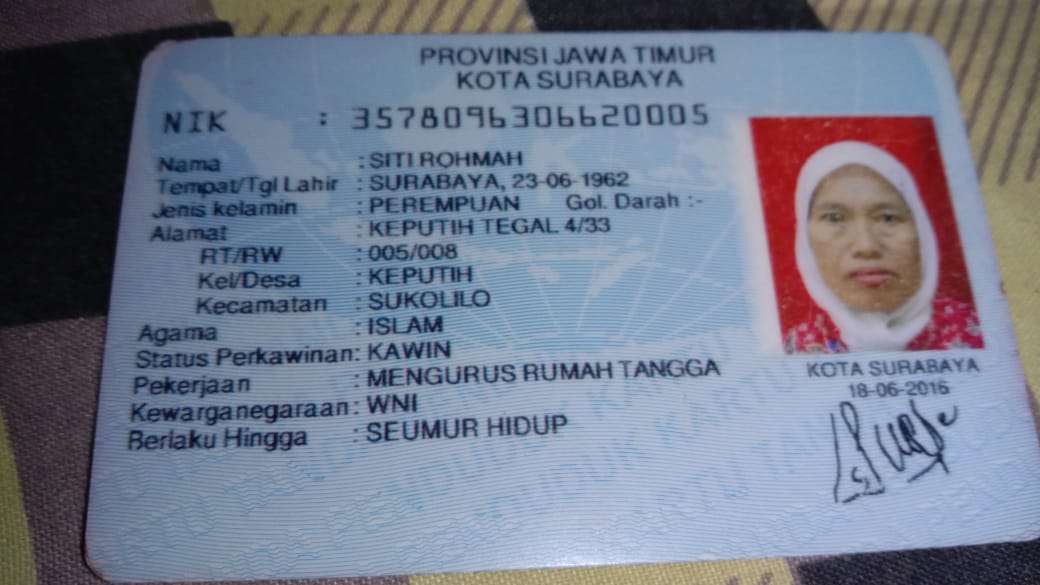 PROVINSI JAWA TIMUR
KOTA SURABAYA
NIK : 3578096306620005
Nama : SITI ROHMAH
Tempat/Tgl Lahir : SURABAYA, 23-06-1962
Jenis kelamin : PEREMPUAN Gol. Darah :-
Alamat : KEPUTIH TEGAL 4/33
RT/RW : 005/008
Kel/Desa : KEPUTIH
Kecamatan : SUKOLILO
Agama : ISLAM
Status Perkawinan: KAWIN
Pekerjaan : MENGURUS RUMAH TANGGA
Kewarganegaraan: WNI
Berlaku Hingga : SEUMUR HIDUP
KOTA SURABAYA
18-06-2016